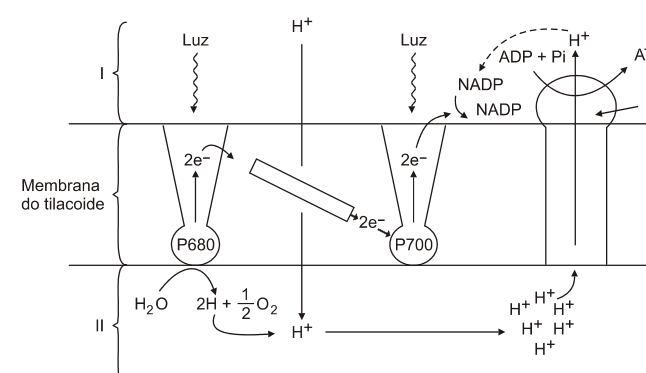 H+
Luz
Luz
H+
I
ADP + Pi
NADP
NADP
2e–
2e–
Membrana
do tilacoide
2e–
P680
P700
H2O
2H + 1/2 O2
H+
H+
H+
H+
II
H+
H+
H+
H+